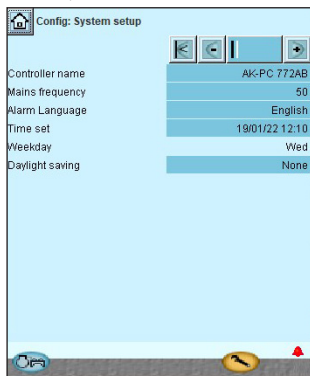 Config: System setup
Controller name AK-PC 772AB
Mains frequency 50
Alarm Language English
Time set 19/01/22 12:10
Weekday Wed
Daylight saving None